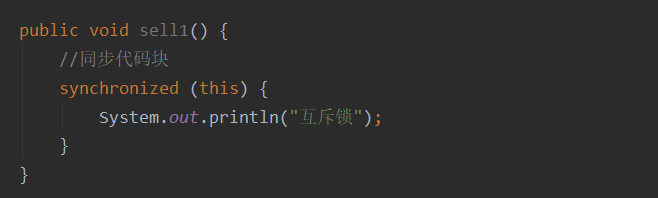 public void sell1() {
    //同步代码块
    synchronized (this) {
        System.out.println("互斥锁");
    }
}